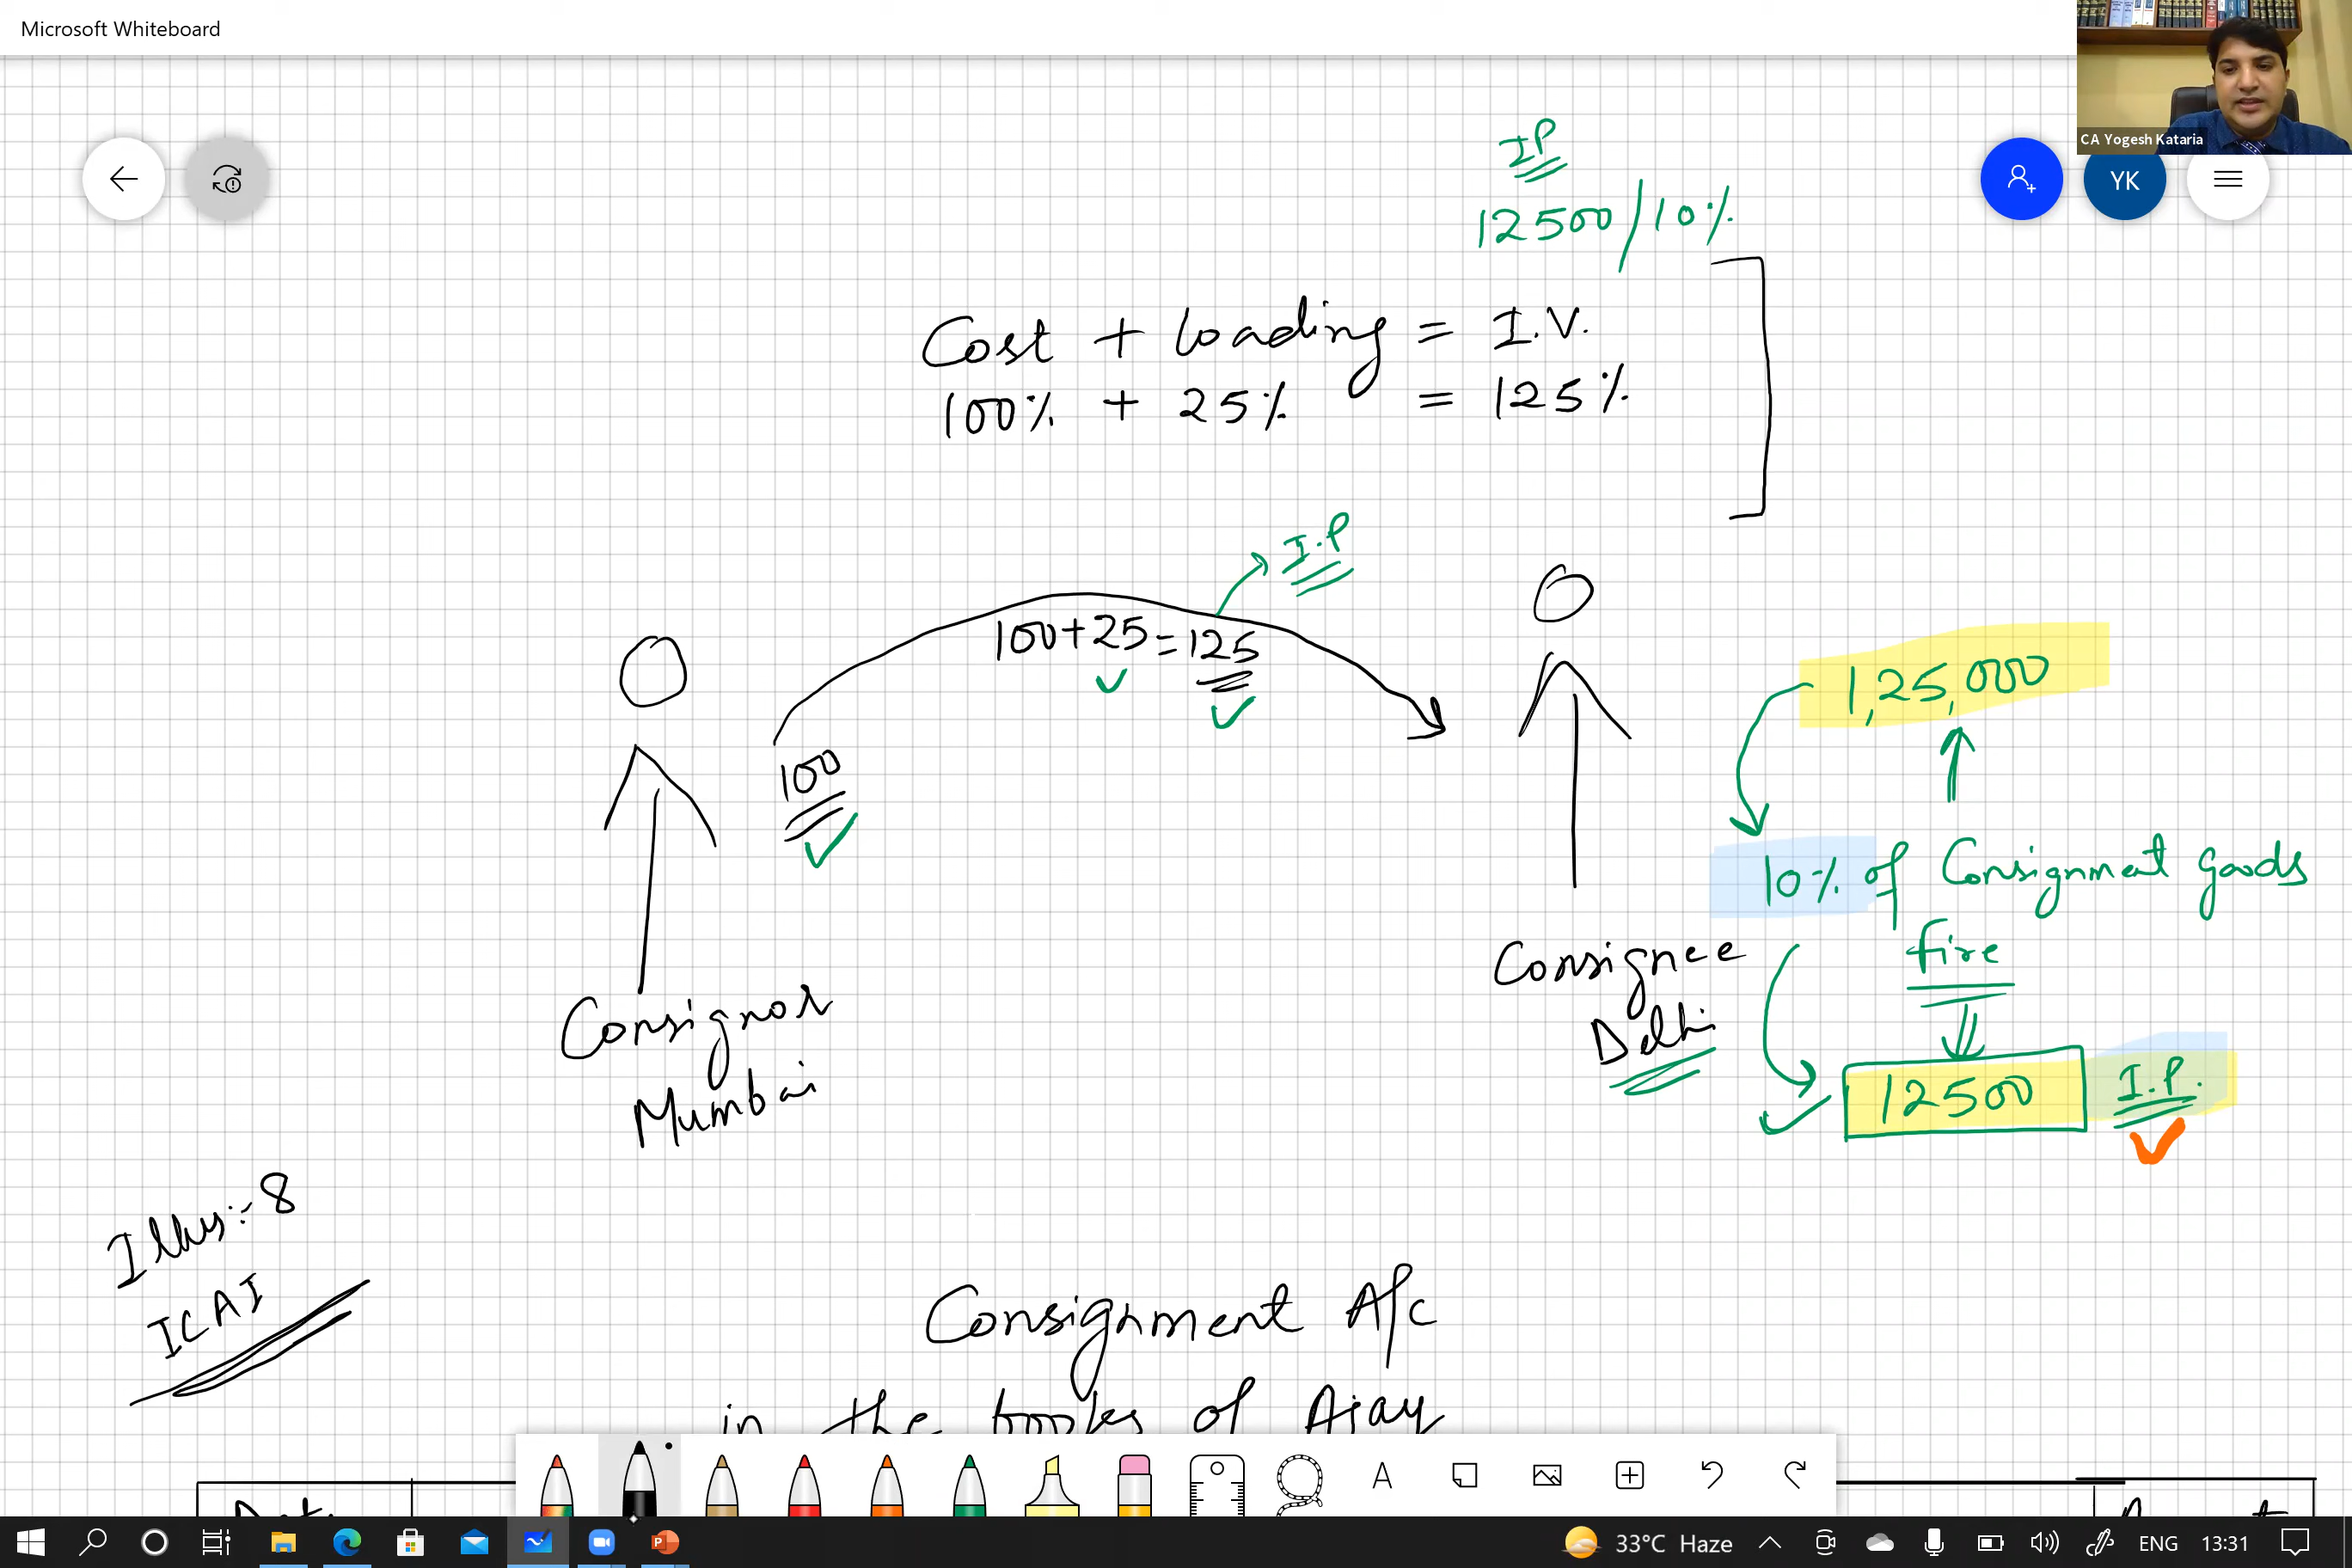 Microsoft Whiteboard
CA Yogesh Kataria
YK
IP
12500/10%
Cost + loading = I.V.
100% + 25% = 125%
I.P
100+25=125
100
1,25,000
10% of Consignment goods
fire
12500 I.P.
Consignor
Mumbai
Consignee
Delhi
Illus:-8
ICAI
Consignment A/c
in the books of Ajay
A
33°C Haze
ENG
13:31